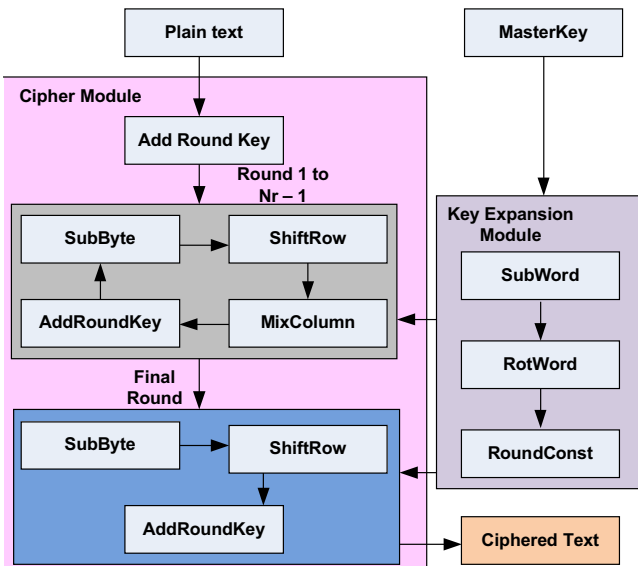 Plain text
MasterKey
Cipher Module
Add Round Key
Round 1 to
Nr – 1
SubByte
ShiftRow
AddRoundKey
MixColumn
Key Expansion
Module
SubWord
RotWord
RoundConst
Final
Round
SubByte
ShiftRow
AddRoundKey
Ciphered Text